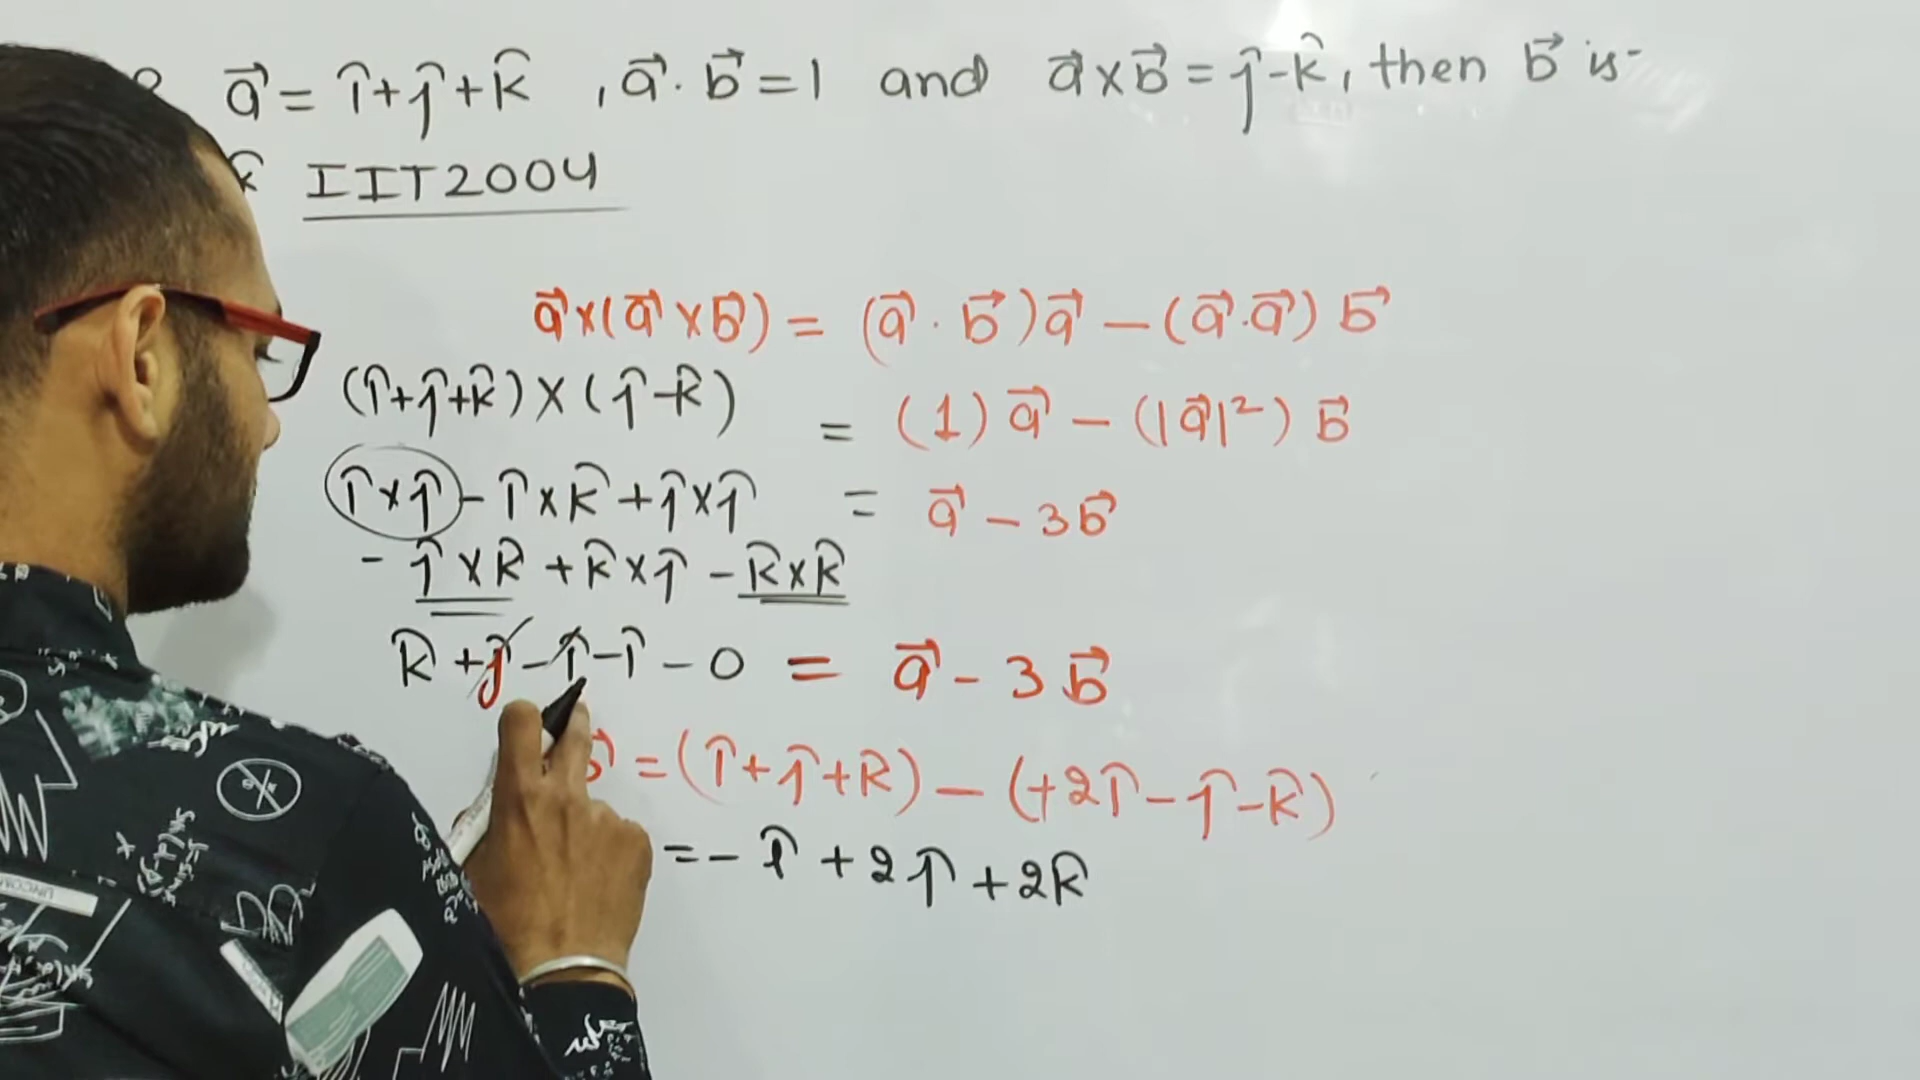 a⃗ = î+ĵ+k̂ , a⃗ · b⃗ = 1 and a⃗ x b⃗ = ĵ-k̂, then b⃗ is-
IIT2004
a⃗x(a⃗ x b⃗) = (a⃗ · b⃗)a⃗ - (a⃗·a⃗) b⃗
(î+ĵ+k̂) x (ĵ-k̂) = (1) a⃗ - (|a⃗|²) b⃗
î x ĵ - î x k̂ + ĵ x ĵ = a⃗ - 3b⃗
- ĵ x k̂ + k̂ x ĵ - k̂ x k̂
k̂ + ĵ - î - î - 0 = a⃗ - 3b⃗
b⃗ = (î+ĵ+k̂) - (+2î-ĵ-k̂)
= - î + 2ĵ + 2k̂